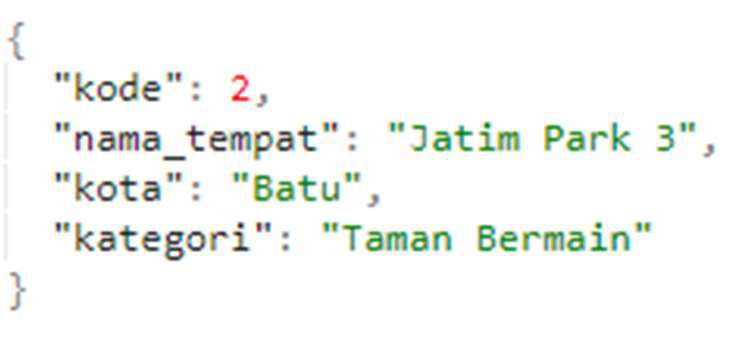 {
"kode": 2,
"nama_tempat": "Jatim Park 3",
"kota": "Batu",
"kategori": "Taman Bermain"
}